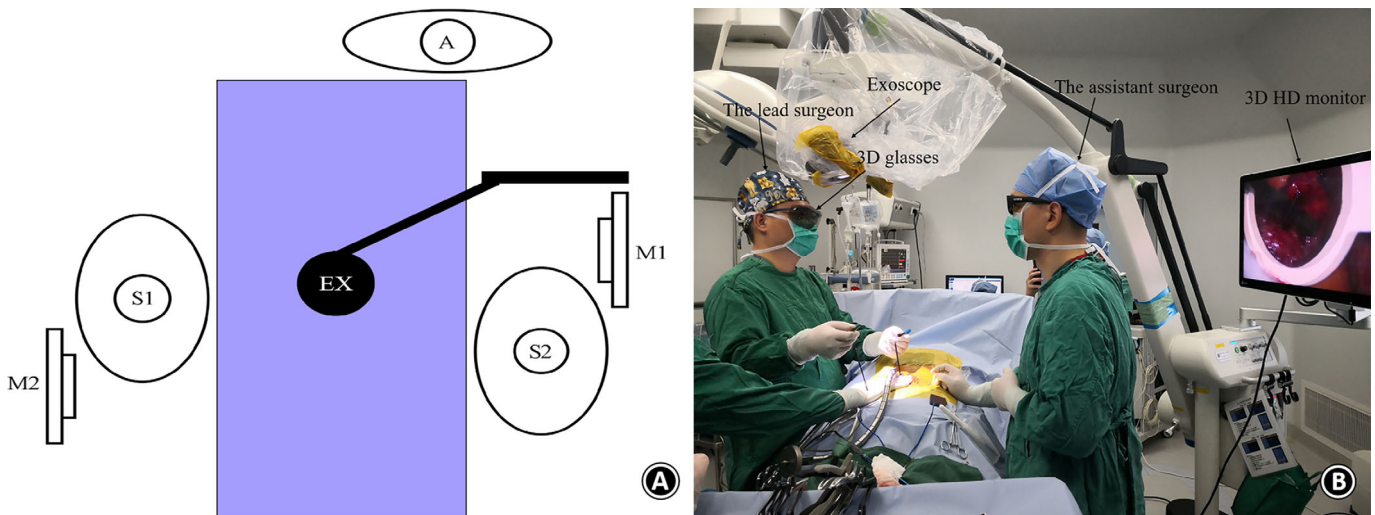 A
EX
S1
S2
M1
M2
A
The lead surgeon
Exoscope
3D glasses
The assistant surgeon
3D HD monitor
B